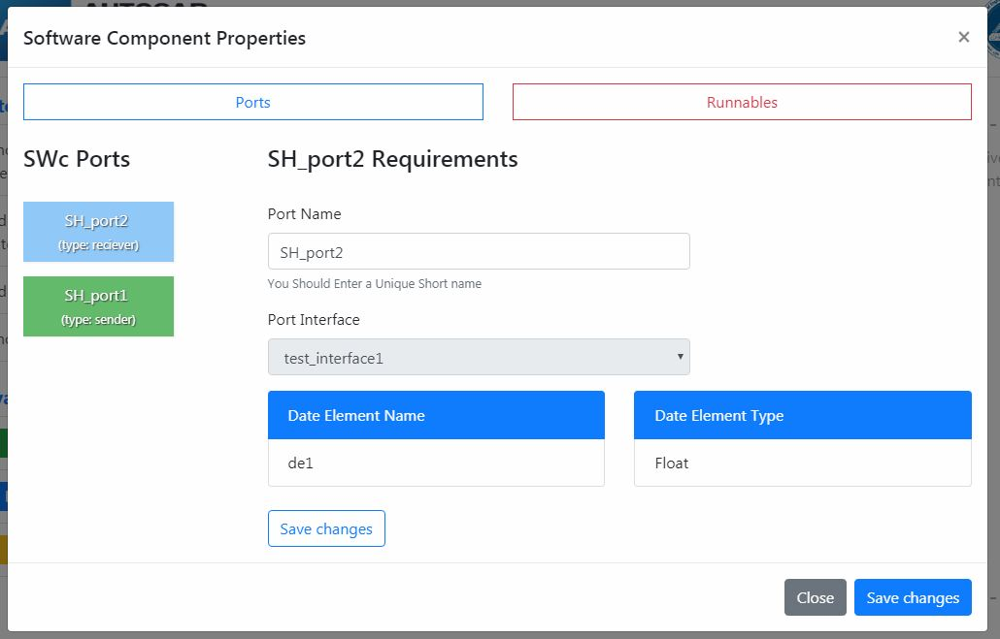 Software Component Properties
×
Ports
Runnables
SWc Ports
SH_port2
(type: reciever)
SH_port1
(type: sender)
SH_port2 Requirements
Port Name
SH_port2
You Should Enter a Unique Short name
Port Interface
test_interface1
Date Element Name
Date Element Type
de1
Float
Save changes
Close
Save changes